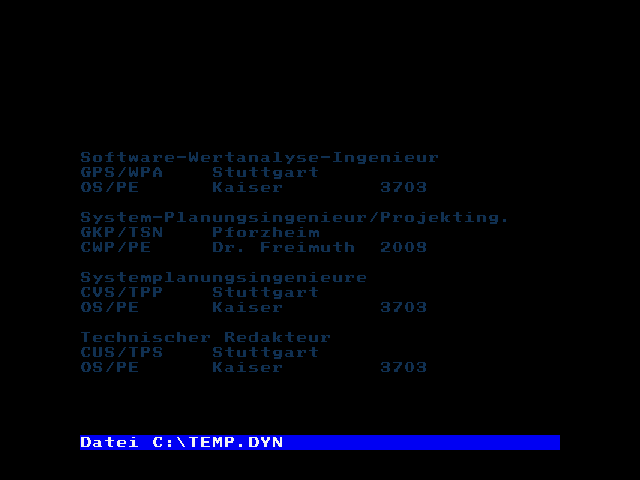 Software-Wertanalyse-Ingenieur
GPS/WPA Stuttgart
OS/PE Kaiser 3703
System-Planungsingenieur/Projekting.
GKP/TSN Pforzheim
CWP/PE Dr. Freimuth 2008
Systemplanungsingenieure
CVS/TPP Stuttgart
OS/PE Kaiser 3703
Technischer Redakteur
CUS/TPS Stuttgart
OS/PE Kaiser 3703
Datei C:\TEMP.DYN